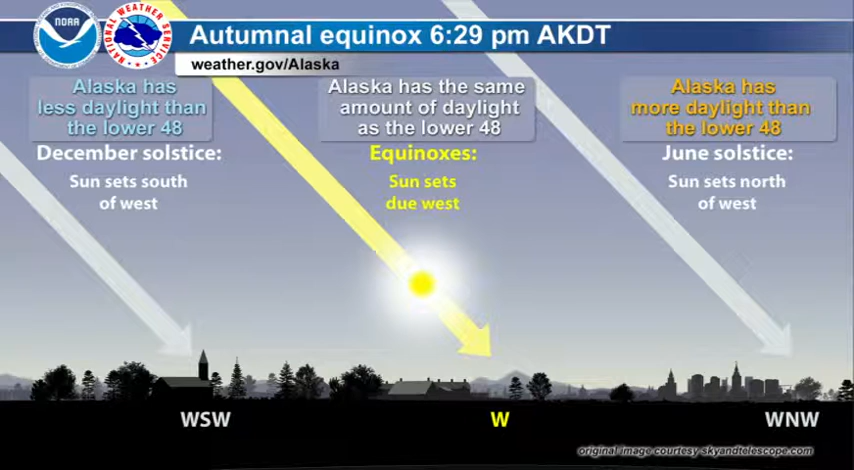 NOAA
NATIONAL WEATHER SERVICE
Autumnal equinox 6:29 pm AKDT
weather.gov/Alaska
Alaska has
less daylight than
the lower 48
December solstice:
Sun sets south
of west
Alaska has the same
amount of daylight
as the lower 48
Equinoxes:
Sun sets
due west
Alaska has
more daylight than
the lower 48
June solstice:
Sun sets north
of west
WSW
W
WNW
original image courtesy skyandtelescope.com